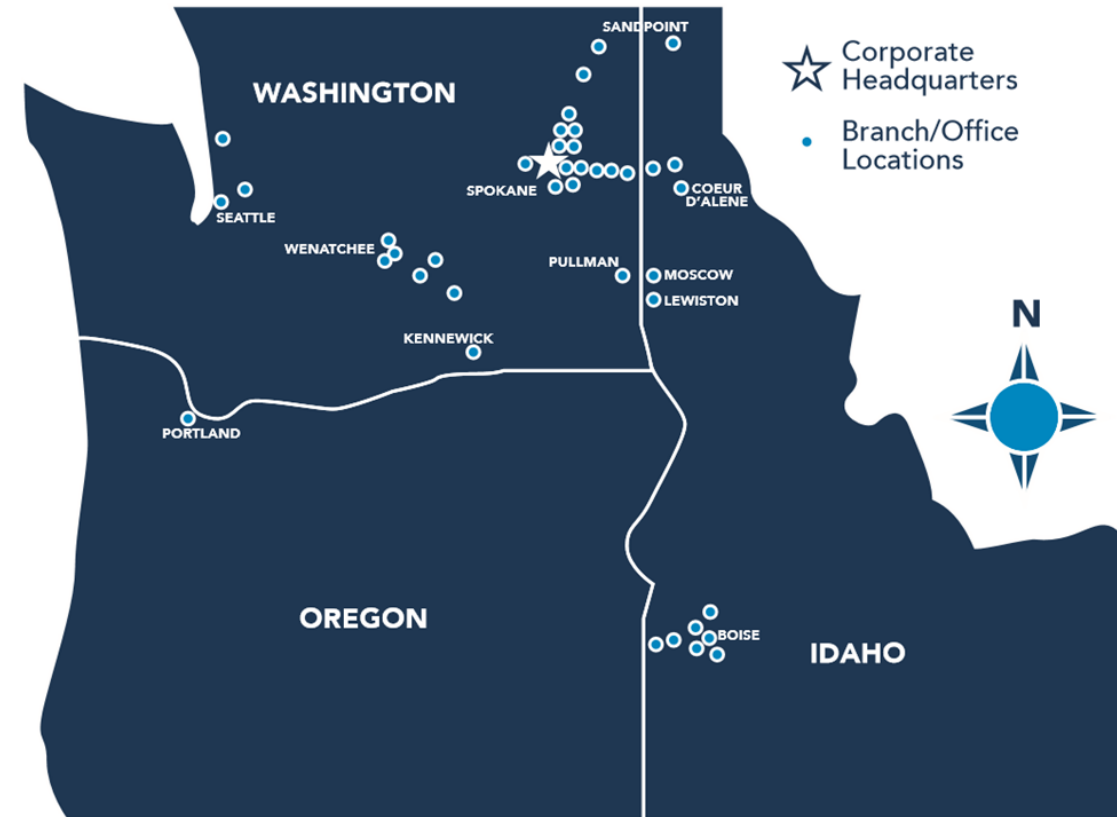 SANDPOINT
Corporate
Headquarters
WASHINGTON
Branch/Office
Locations
SPOKANE
COEUR
D'ALENE
SEATTLE
WENATCHEE
PULLMAN
MOSCOW
LEWISTON
N
KENNEWICK
PORTLAND
OREGON
BOISE
IDAHO